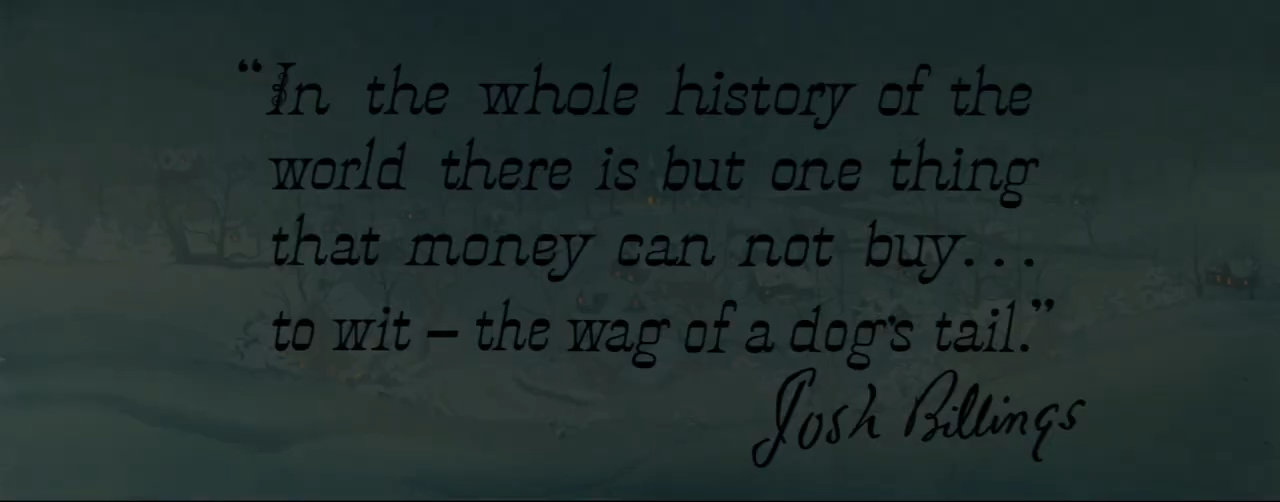 “In the whole history of the
world there is but one thing
that money can not buy...
to wit – the wag of a dog's tail.”
Josh Billings